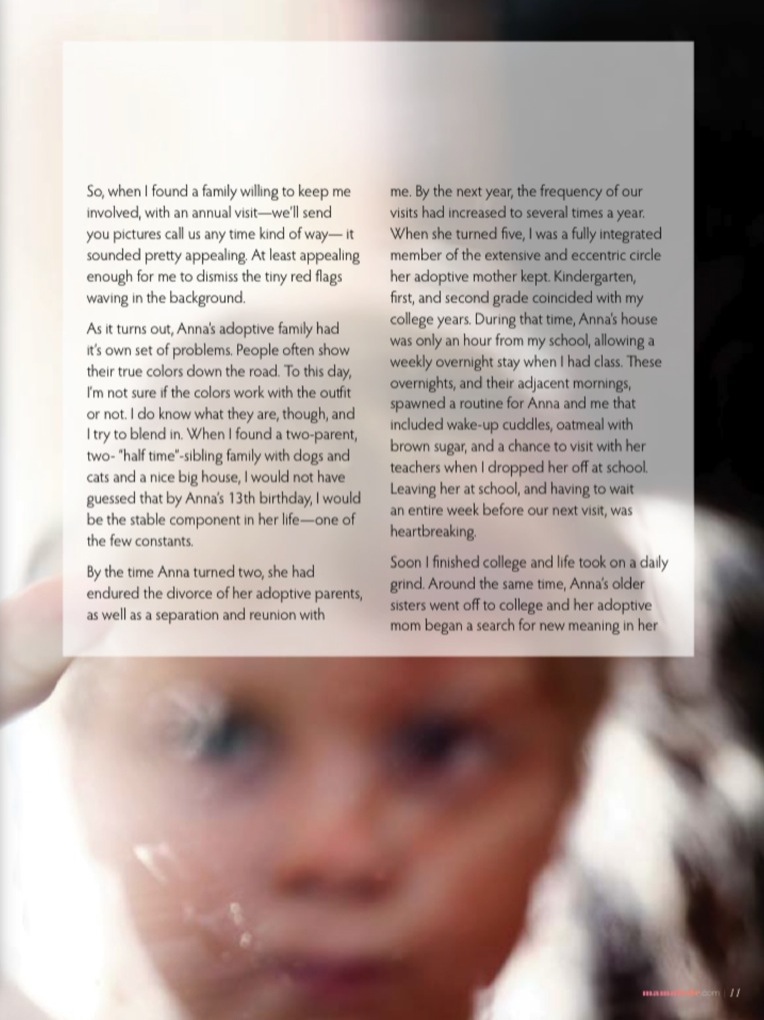 So, when I found a family willing to keep me
involved, with an annual visit—we'll send
you pictures call us any time kind of way— it
sounded pretty appealing. At least appealing
enough for me to dismiss the tiny red flags
waving in the background.
As it turns out, Anna's adoptive family had
it's own set of problems. People often show
their true colors down the road. To this day,
I'm not sure if the colors work with the outfit
or not. I do know what they are, though, and
I try to blend in. When I found a two-parent,
two- "half time"-sibling family with dogs and
cats and a nice big house, I would not have
guessed that by Anna's 13th birthday, I would
be the stable component in her life—one of
the few constants.
By the time Anna turned two, she had
endured the divorce of her adoptive parents,
as well as a separation and reunion with
me. By the next year, the frequency of our
visits had increased to several times a year.
When she turned five, I was a fully integrated
member of the extensive and eccentric circle
her adoptive mother kept. Kindergarten,
first, and second grade coincided with my
college years. During that time, Anna's house
was only an hour from my school, allowing a
weekly overnight stay when I had class. These
overnights, and their adjacent mornings,
spawned a routine for Anna and me that
included wake-up cuddles, oatmeal with
brown sugar, and a chance to visit with her
teachers when I dropped her off at school.
Leaving her at school, and having to wait
an entire week before our next visit, was
heartbreaking.
Soon I finished college and life took on a daily
grind. Around the same time, Anna's older
sisters went off to college and her adoptive
mom began a search for new meaning in her
11